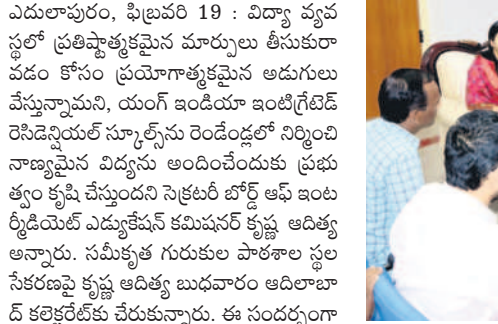 ఎదులాపురం, ఫిబ్రవరి 19 : విద్యా వ్యవ
స్థలో ప్రతిష్టాత్మకమైన మార్పులు తీసుకురా
వడం కోసం ప్రయోగాత్మకమైన అడుగులు
వేస్తున్నామని, యంగ్ ఇండియా ఇంటిగ్రేటెడ్
రెసిడెన్షియల్ స్కూల్స్‌ను రెండేండ్లలో నిర్మించి
నాణ్యమైన విద్యను అందించేందుకు ప్రభు
త్వం కృషి చేస్తుందని సెక్రటరీ బోర్డ్ ఆఫ్ ఇంట
ర్మీడియెట్ ఎడ్యుకేషన్ కమిషనర్ కృష్ణ ఆదిత్య
అన్నారు. సమీకృత గురుకుల పాఠశాల స్థల
సేకరణపై కృష్ణ ఆదిత్య బుధవారం ఆదిలాబా
ద్ కలెక్టరేట్‌కు చేరుకున్నారు. ఈ సందర్భంగా